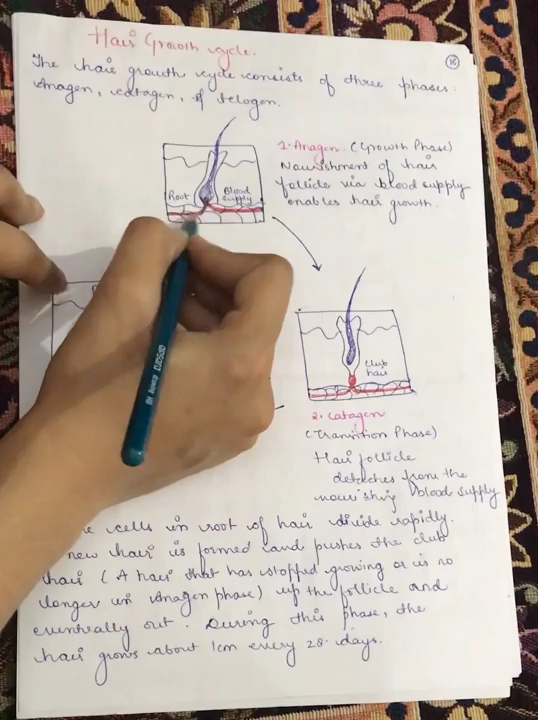 Hair Growth cycle.
16
The hair growth cycle consists of three phases:
Anagen, catagen, & telogen.
1. Anagen (Growth Phase)
Nourishment of hair
follicle via blood supply
enables hair growth.
Root
Blood
supply
Club
hair
2. Catagen
(Transition Phase)
Hair follicle
detaches from the
nourishing blood supply
cells in root of hair divide rapidly.
new hair is formed and pushes the club
hair (A hair that has stopped growing or is no
longer in Anagen phase) up the follicle and
eventually out. During this phase, the
hair grows about 1cm every 28 days.